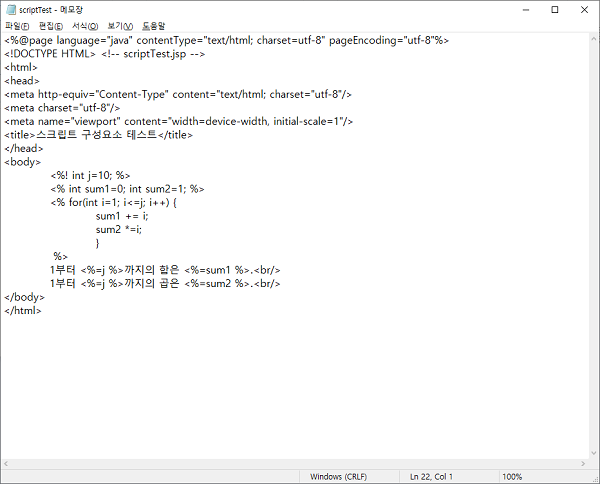 scriptTest - 메모장
파일(F) 편집(E) 서식(O) 보기(V) 도움말
<%@page language="java" contentType="text/html; charset=utf-8" pageEncoding="utf-8"%>
<!DOCTYPE HTML> <!-- scriptTest.jsp -->
<html>
<head>
<meta http-equiv="Content-Type" content="text/html; charset="utf-8"/>
<meta charset="utf-8"/>
<meta name="viewport" content="width=device-width, initial-scale=1"/>
<title>스크립트 구성요소 테스트</title>
</head>
<body>
<%! int j=10; %>
<% int sum1=0; int sum2=1; %>
<% for(int i=1; i<=j; i++) {
sum1 += i;
sum2 *=i;
}
%>
1부터 <%=j %>까지의 합은 <%=sum1 %>.<br/>
1부터 <%=j %>까지의 곱은 <%=sum2 %>.<br/>
</body>
</html>
Windows (CRLF) Ln 22, Col 1 100%